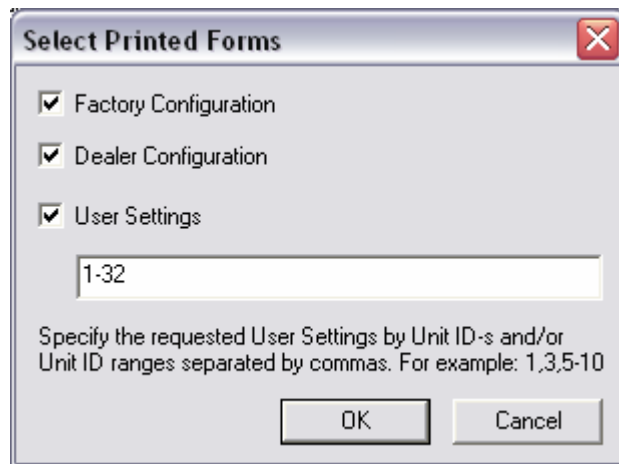 Select Printed Forms
Factory Configuration
Dealer Configuration
User Settings
1-32
Specify the requested User Settings by Unit ID-s and/or
Unit ID ranges separated by commas. For example: 1,3,5-10
OK
Cancel